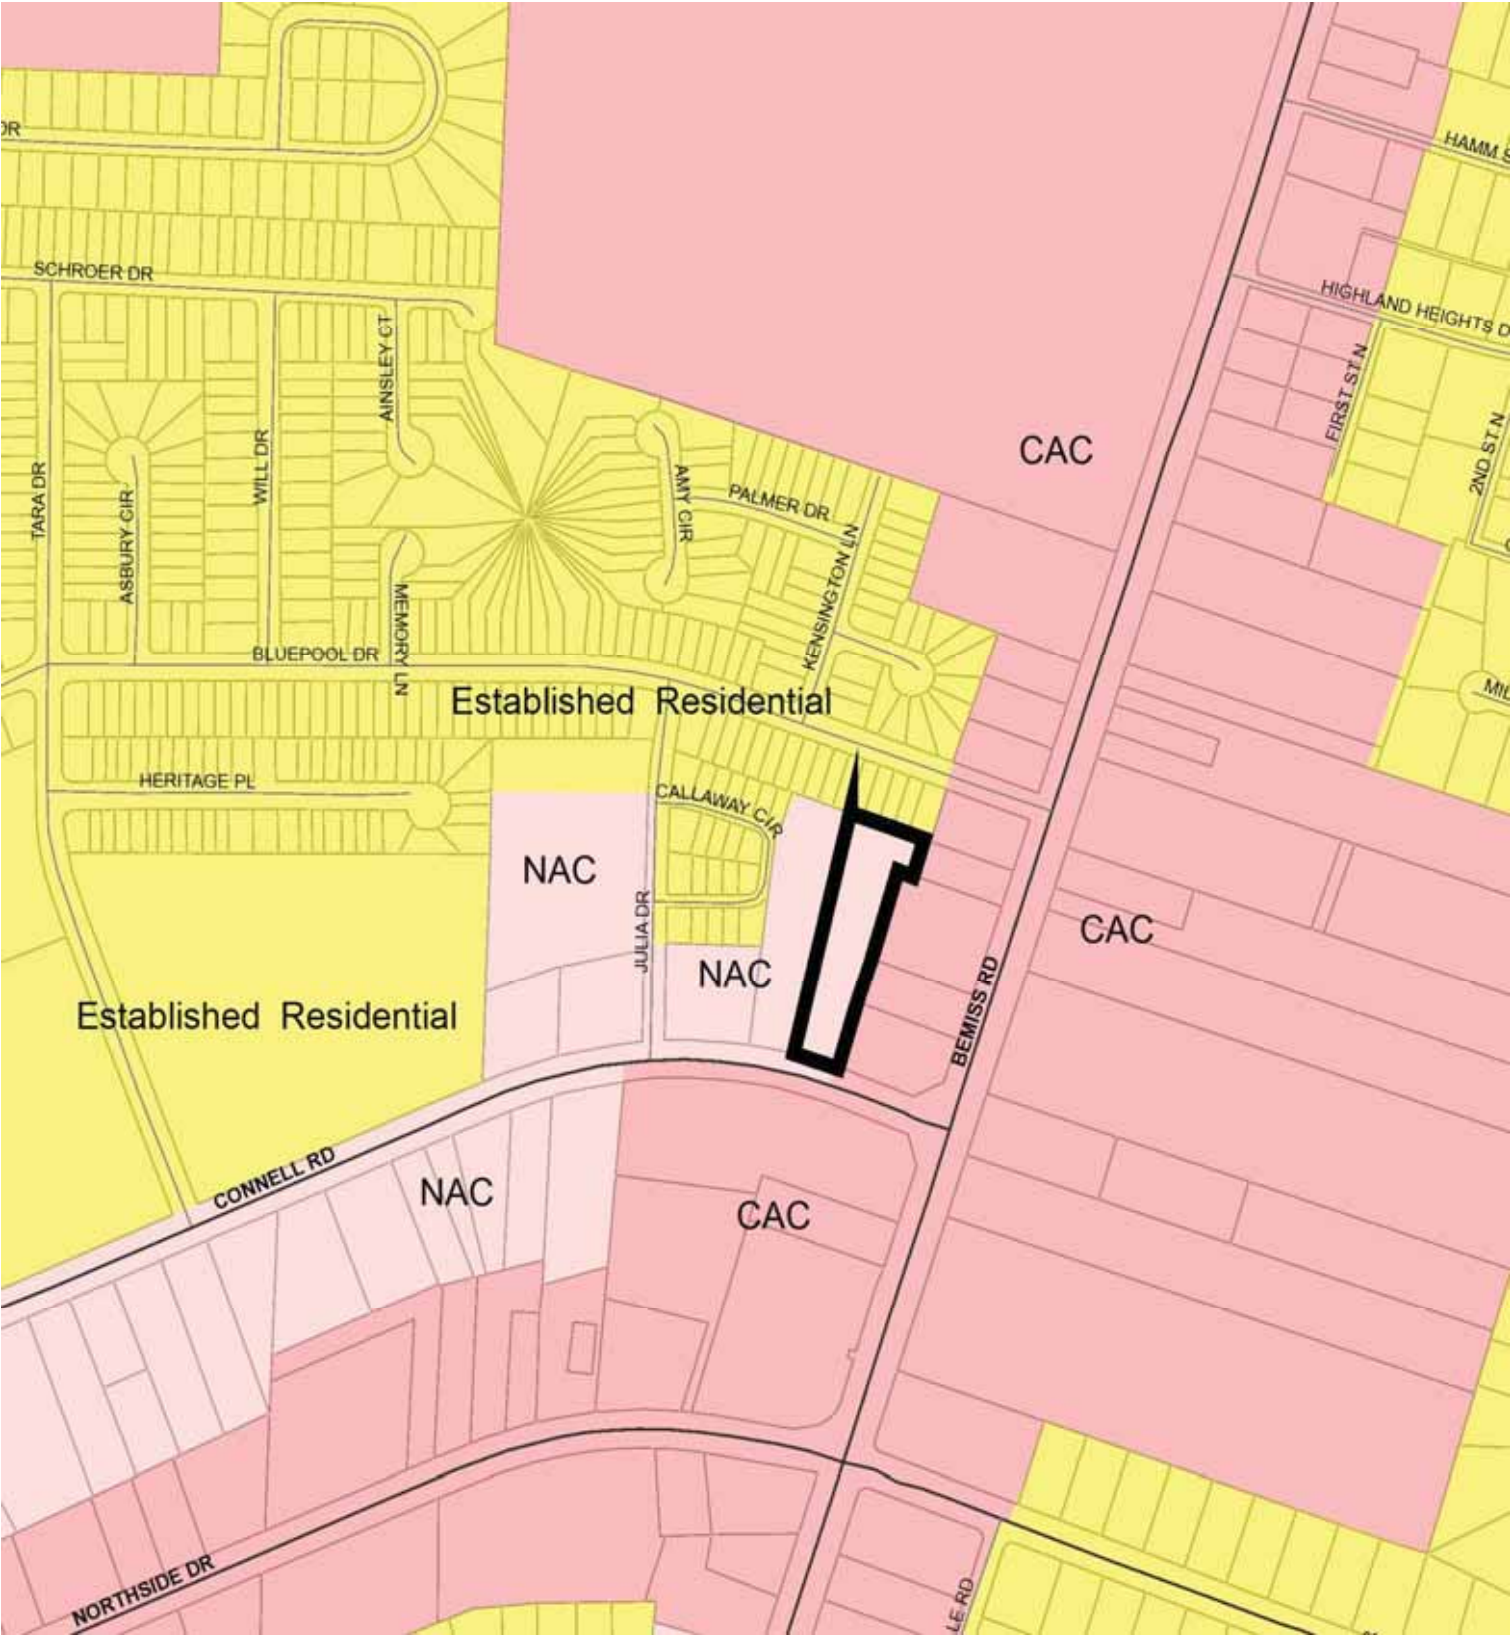 DR
HAMM S
SCHROER DR
HIGHLAND HEIGHTS D
AINSLEY CT
FIRST ST N
CAC
WILL DR
2ND ST N
TARA DR
ASBURY CIR
AMY CIR
PALMER DR
KENSINGTON LN
MEMORY LN
BLUEPOOL DR
MIL
Established Residential
HERITAGE PL
CALLAWAY CIR
NAC
JULIA DR
CAC
NAC
BEMISS RD
Established Residential
CONNELL RD
NAC
CAC
NORTHSIDE DR
LE RD